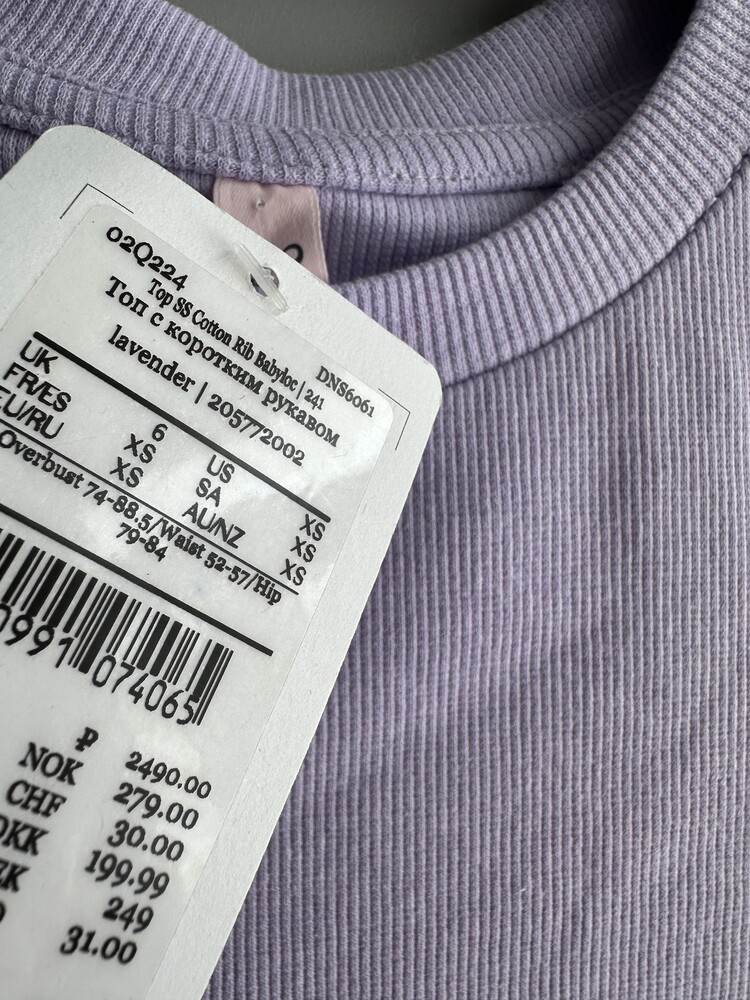 02Q224
Top SS Cotton Rib Babyloc | 241 DNS6061
Топ с коротким рукавом
lavender | 205772002
UK 6 US XS
FR/ES XS SA XS
EU/RU XS AU/NZ XS
Overbust 74-88.5/Waist 52-57/Hip
79-84
0991 074065
₽ 2490.00
NOK 279.00
CHF 30.00
DKK 199.99
249
31.00